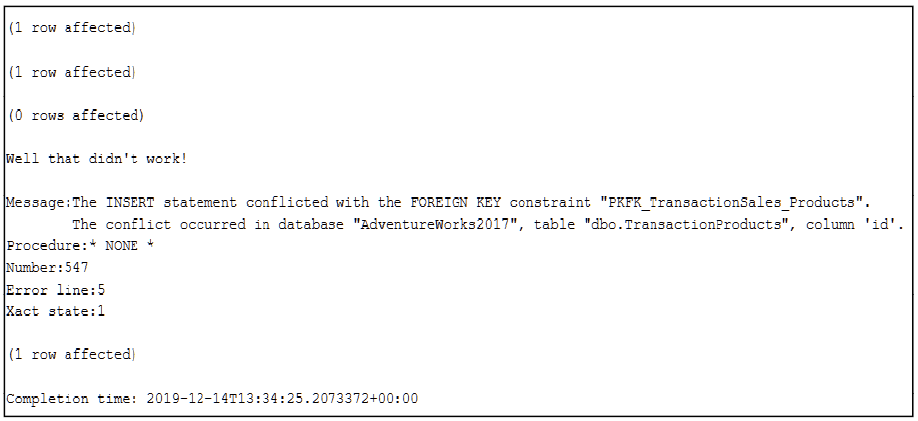 (1 row affected)
(1 row affected)
(0 rows affected)
Well that didn't work!
Message:The INSERT statement conflicted with the FOREIGN KEY constraint "PKFK_TransactionSales_Products".
The conflict occurred in database "AdventureWorks2017", table "dbo.TransactionProducts", column 'id'.
Procedure:* NONE *
Number:547
Error line:5
Xact state:1
(1 row affected)
Completion time: 2019-12-14T13:34:25.2073372+00:00